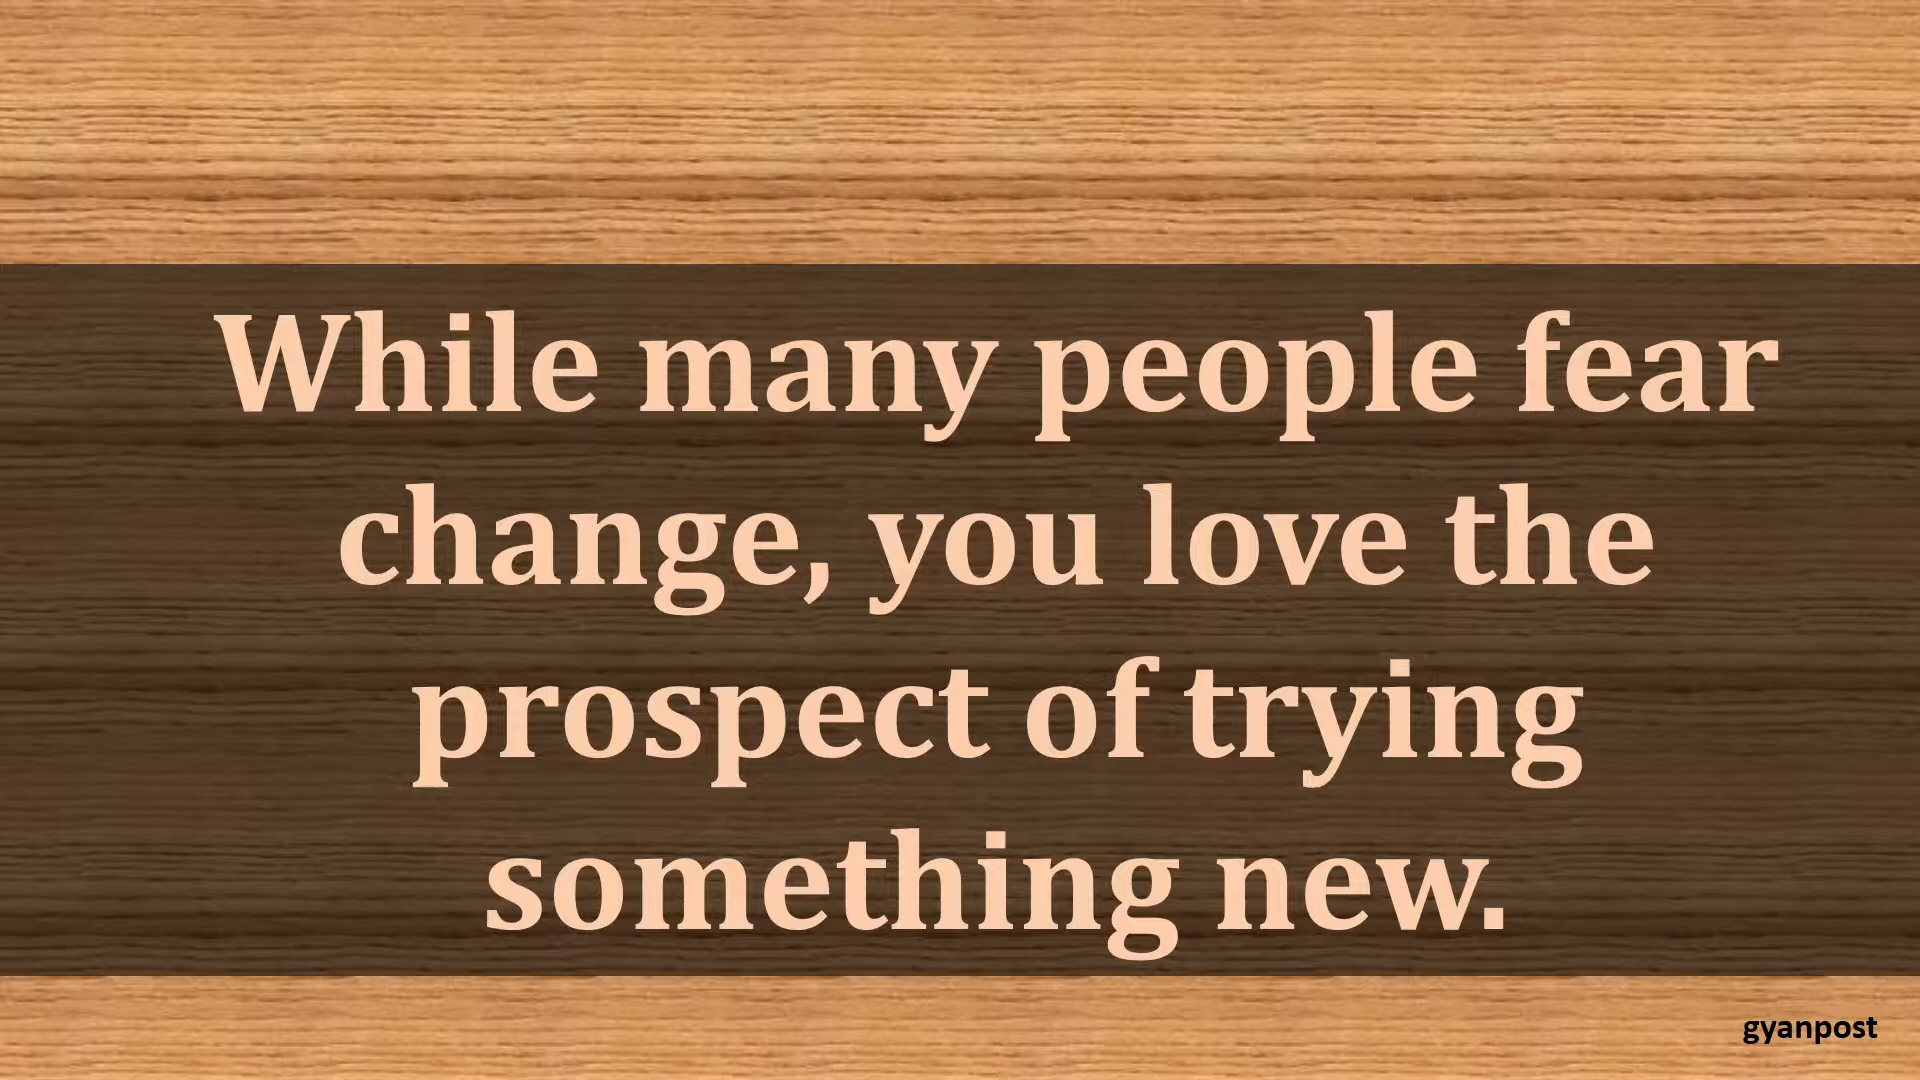 While many people fear
change, you love the
prospect of trying
something new.
gyanpost